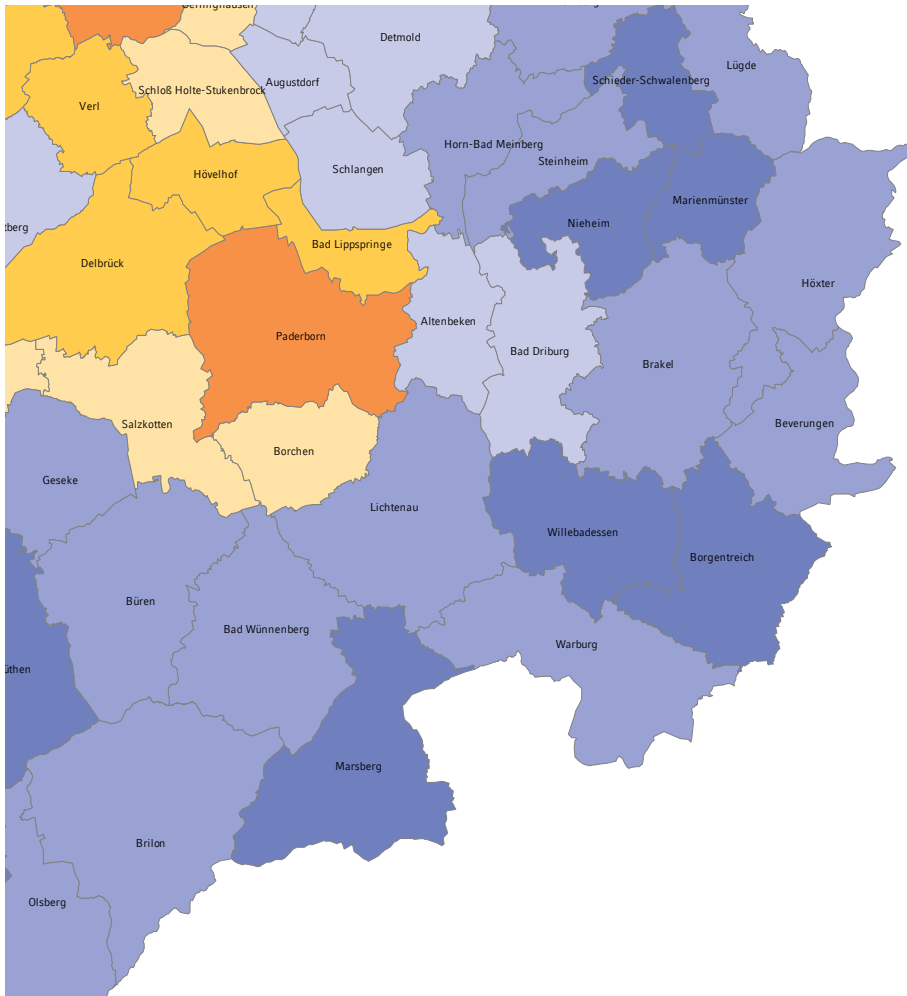 Detmold
Lügde
Schieder-Schwalenberg
Augustdorf
Schloß Holte-Stukenbrock
Verl
Horn-Bad Meinberg
Steinheim
Schlangen
Hövelhof
Marienmünster
Nieheim
Bad Lippspringe
Delbrück
Höxter
Altenbeken
Paderborn
Bad Driburg
Brakel
Salzkotten
Beverungen
Borchen
Geseke
Lichtenau
Willebadessen
Borgentreich
Büren
Bad Wünnenberg
Warburg
üthen
Marsberg
Brilon
Olsberg